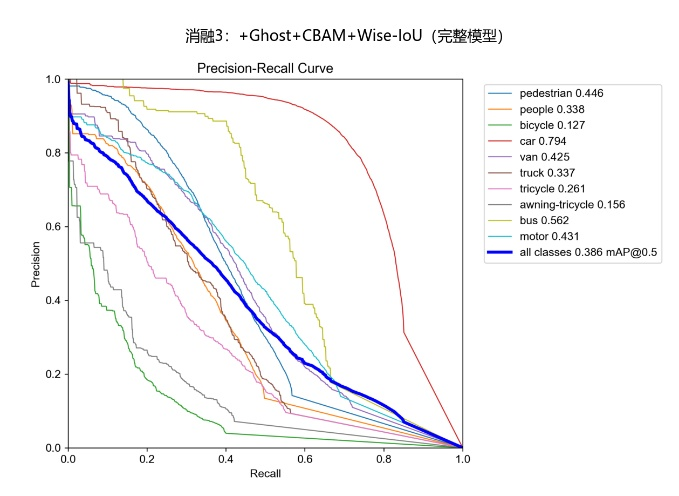 消融3：+Ghost+CBAM+Wise-IoU（完整模型）
Precision-Recall Curve
pedestrian 0.446
people 0.338
bicycle 0.127
car 0.794
van 0.425
truck 0.337
tricycle 0.261
awning-tricycle 0.156
bus 0.562
motor 0.431
all classes 0.386 mAP@0.5
Precision
1.0
0.8
0.6
0.4
0.2
0.0
0.0 0.2 0.4 0.6 0.8 1.0
Recall